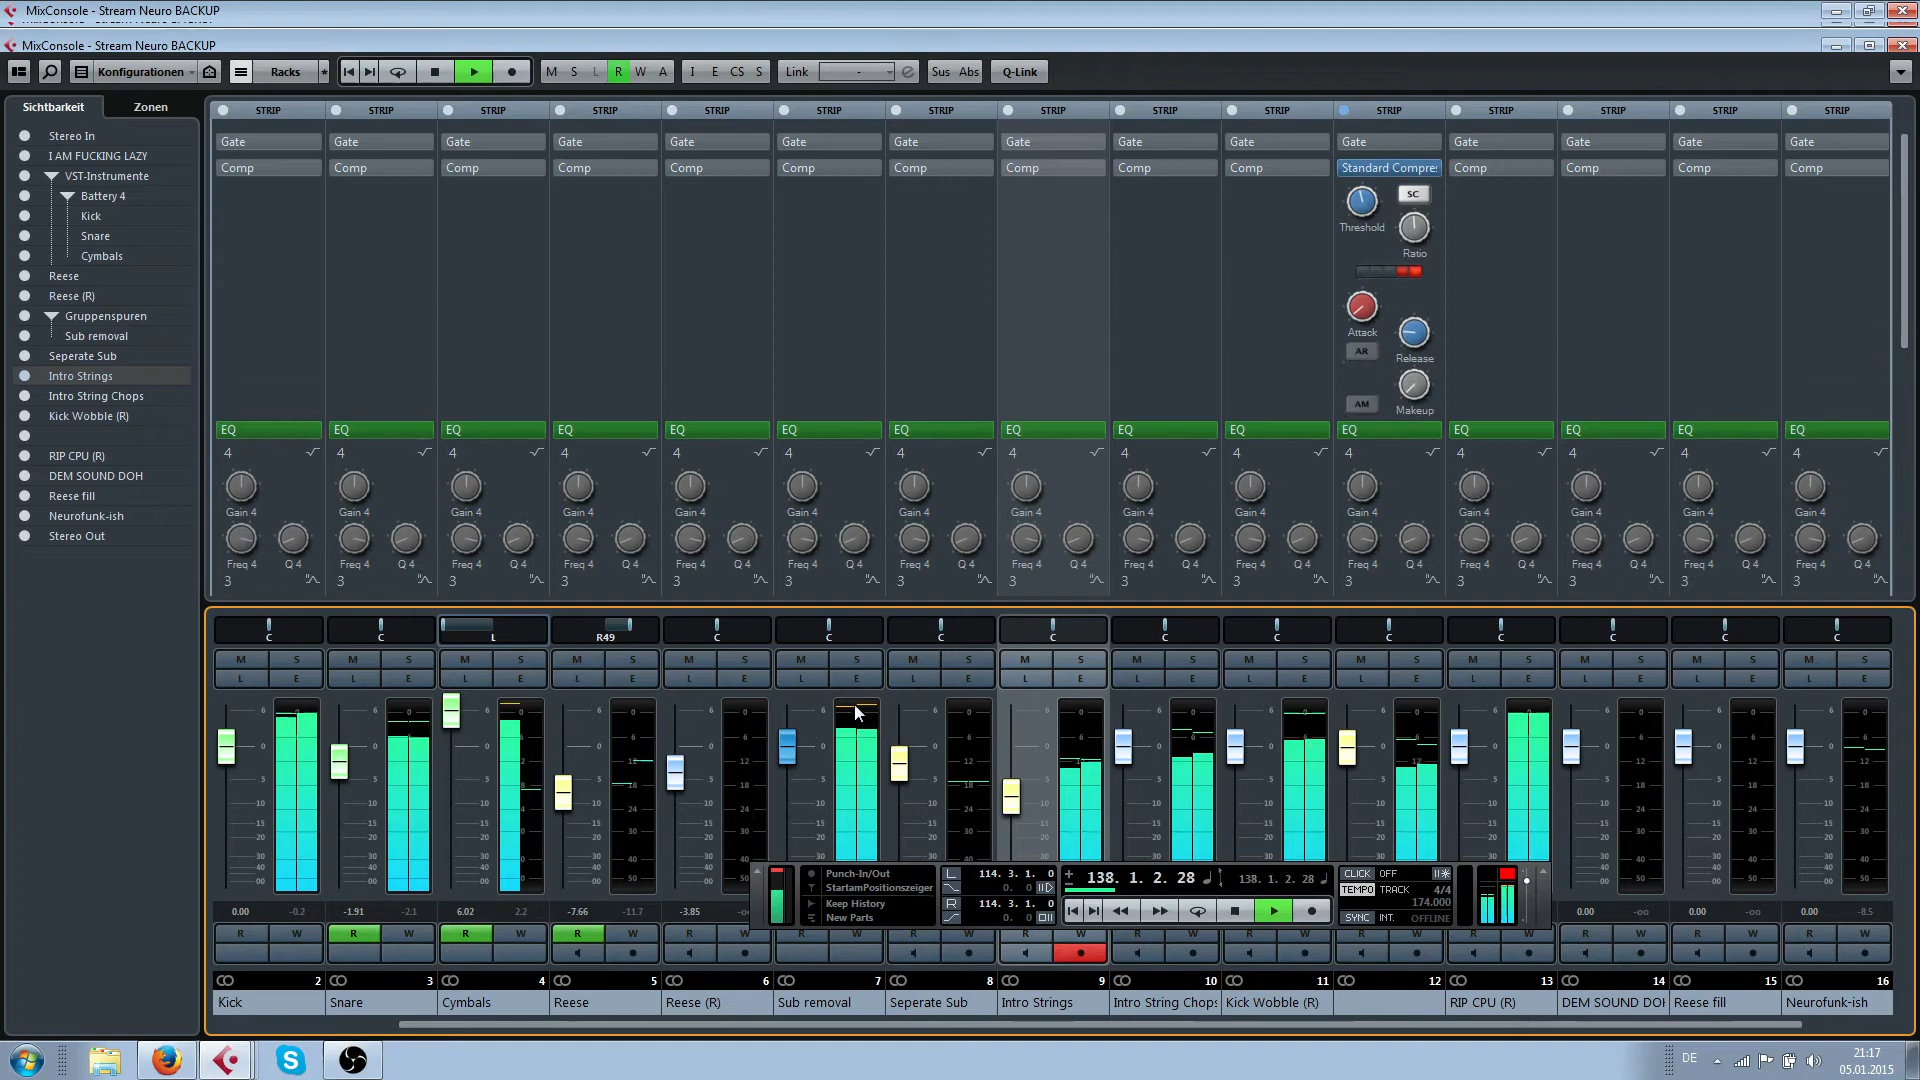 MixConsole - Stream Neuro BACKUP
MixConsole - Stream Neuro BACKUP
Konfigurationen
Racks
M S L R W A
I E CS S
Link
-
Sus Abs
Q-Link
Sichtbarkeit
Zonen
Stereo In
I AM FUCKING LAZY
VST-Instrumente
Battery 4
Kick
Snare
Cymbals
Reese
Reese (R)
Gruppenspuren
Sub removal
Seperate Sub
Intro Strings
Intro String Chops
Kick Wobble (R)
RIP CPU (R)
DEM SOUND DOH
Reese fill
Neurofunk-ish
Stereo Out
STRIP STRIP STRIP STRIP STRIP STRIP STRIP STRIP STRIP STRIP STRIP STRIP STRIP STRIP STRIP
Gate Gate Gate Gate Gate Gate Gate Gate Gate Gate Gate Gate Gate Gate Gate
Comp Comp Comp Comp Comp Comp Comp Comp Comp Comp Standard Compres Comp Comp Comp Comp
SC
Threshold
Ratio
Attack
AR
Release
AM
Makeup
EQ EQ EQ EQ EQ EQ EQ EQ EQ EQ EQ EQ EQ EQ EQ
4 4 4 4 4 4 4 4 4 4 4 4 4 4 4
Gain 4 Gain 4 Gain 4 Gain 4 Gain 4 Gain 4 Gain 4 Gain 4 Gain 4 Gain 4 Gain 4 Gain 4 Gain 4 Gain 4 Gain 4
Freq 4 Q 4 Freq 4 Q 4 Freq 4 Q 4 Freq 4 Q 4 Freq 4 Q 4 Freq 4 Q 4 Freq 4 Q 4 Freq 4 Q 4 Freq 4 Q 4 Freq 4 Q 4 Freq 4 Q 4 Freq 4 Q 4 Freq 4 Q 4 Freq 4 Q 4 Freq 4 Q 4
3 3 3 3 3 3 3 3 3 3 3 3 3 3 3
C C L R49 C C C C C C C C C C C
M S M S M S M S M S M S M S M S M S M S M S M S M S M S M S
L E L E L E L E L E L E L E L E L E L E L E L E L E L E L E
0.00 -0.2 -1.91 -2.1 6.02 2.2 -7.66 -11.7 -3.85 0.00 -oo 0.00 -oo 0.00 -8.5
Punch-In/Out
StartamPositionszeiger
Keep History
New Parts
L 114. 3. 1. 0
0. 0
R 114. 3. 1. 0
0. 0
138. 1. 2. 28
138. 1. 2. 28
CLICK OFF
TEMPO TRACK 4/4
174.000
SYNC INT. OFFLINE
R W R W R W R W R W R W R W R W R W R W R W R W R W R W R W
2 3 4 5 6 7 8 9 10 11 12 13 14 15 16
Kick Snare Cymbals Reese Reese (R) Sub removal Seperate Sub Intro Strings Intro String Chops Kick Wobble (R) RIP CPU (R) DEM SOUND DOH Reese fill Neurofunk-ish
DE
21:17
05.01.2015